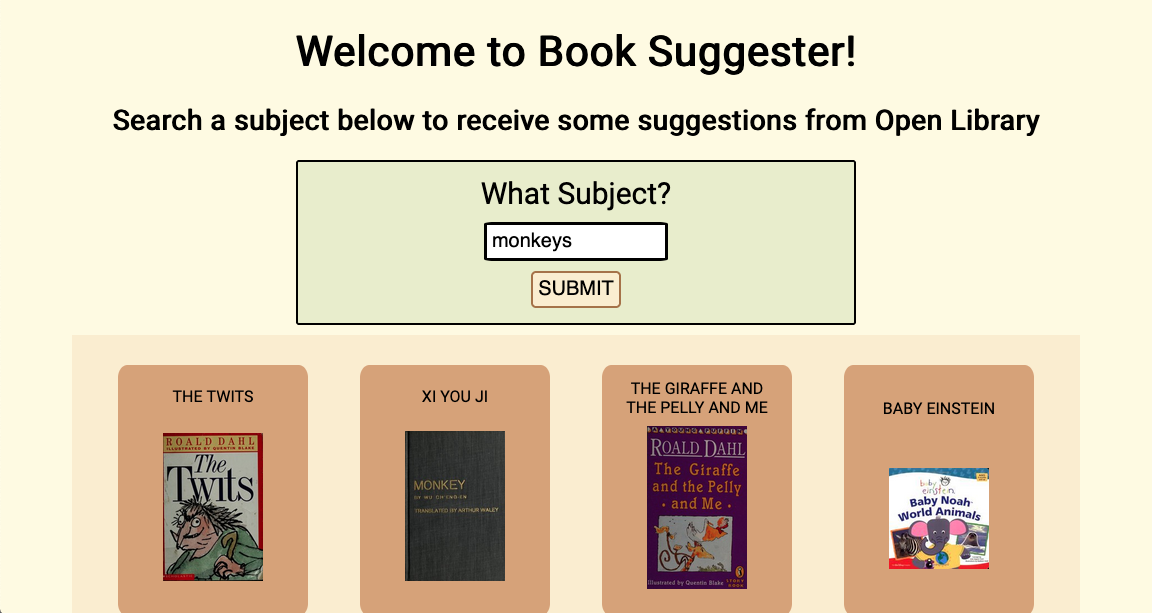 Welcome to Book Suggester!
Search a subject below to receive some suggestions from Open Library
What Subject?
monkeys
SUBMIT
THE TWITS
ROALD DAHL
ILLUSTRATED BY QUENTIN BLAKE
The
Twits
SCHOLASTIC
XI YOU JI
MONKEY
BY WU CH'ENG-EN
TRANSLATED BY ARTHUR WALEY
THE GIRAFFE AND
THE PELLY AND ME
A YOUNG PUFFIN
ROALD DAHL
The Giraffe
and the Pelly
and Me
Illustrated by Quentin Blake
BABY EINSTEIN
baby
einstein
Baby Noah
World Animals